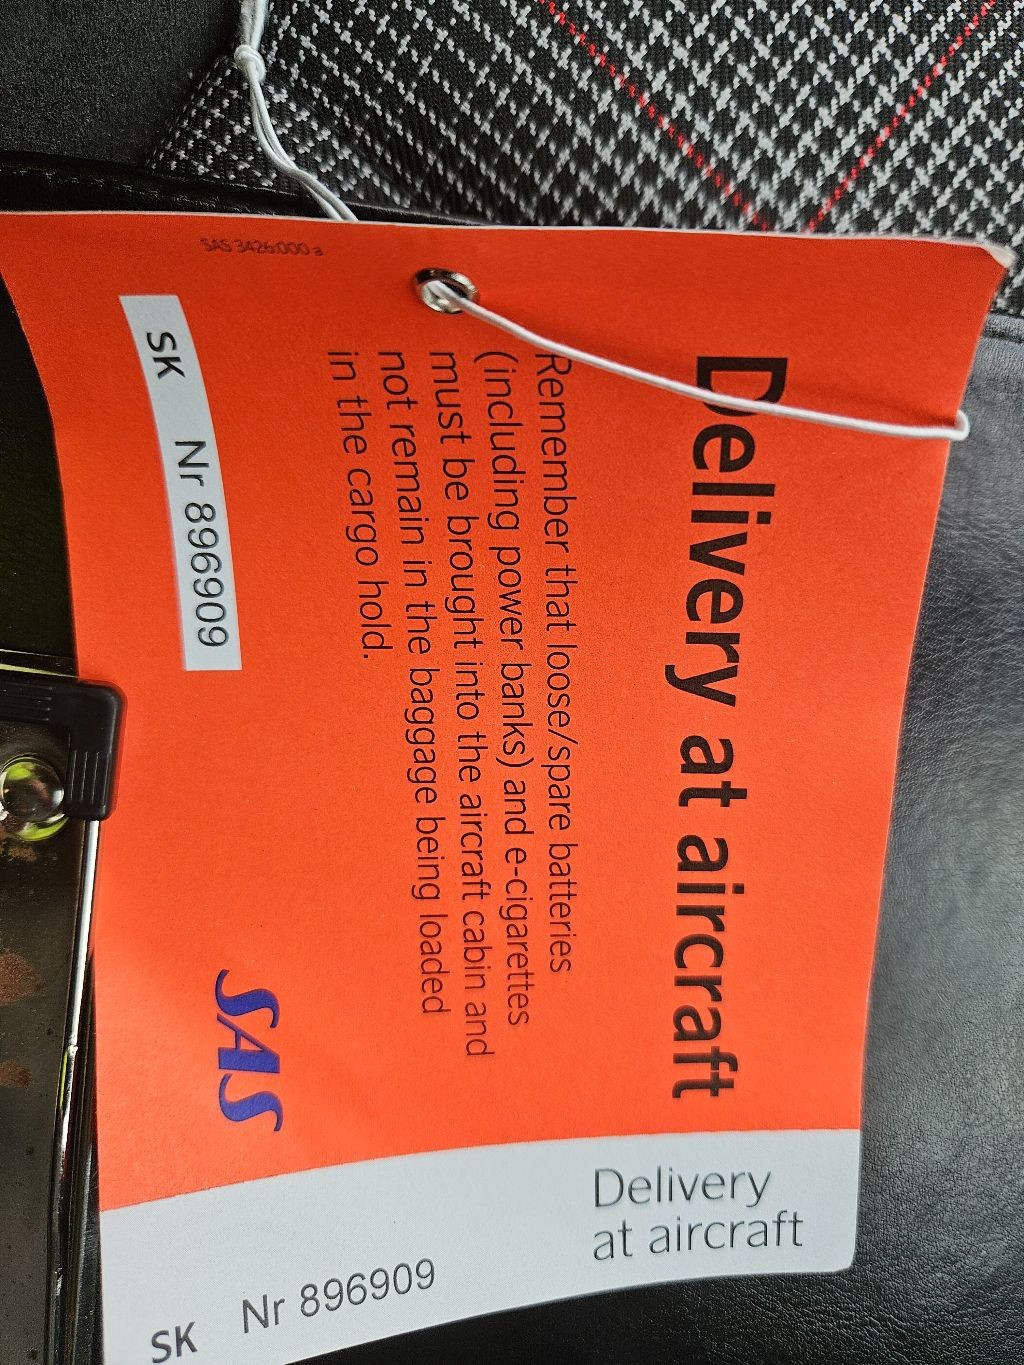 Delivery at aircraft
Remember that loose/spare batteries
(including power banks) and e-cigarettes
must be brought into the aircraft cabin and
not remain in the baggage being loaded
in the cargo hold.
SK Nr 896909
SAS
SAS 3426000 a
Delivery
at aircraft
SK Nr 896909